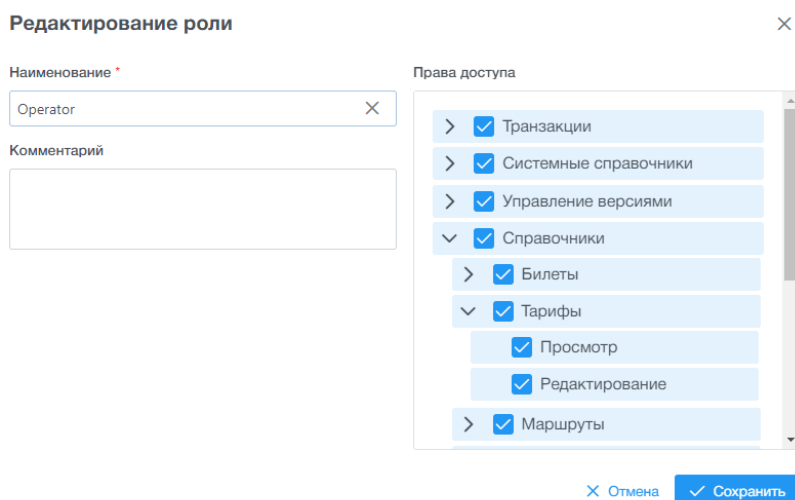 Редактирование роли
Наименование *
Operator
Комментарий
Права доступа
Транзакции
Системные справочники
Управление версиями
Справочники
Билеты
Тарифы
Просмотр
Редактирование
Маршруты
Отмена
Сохранить